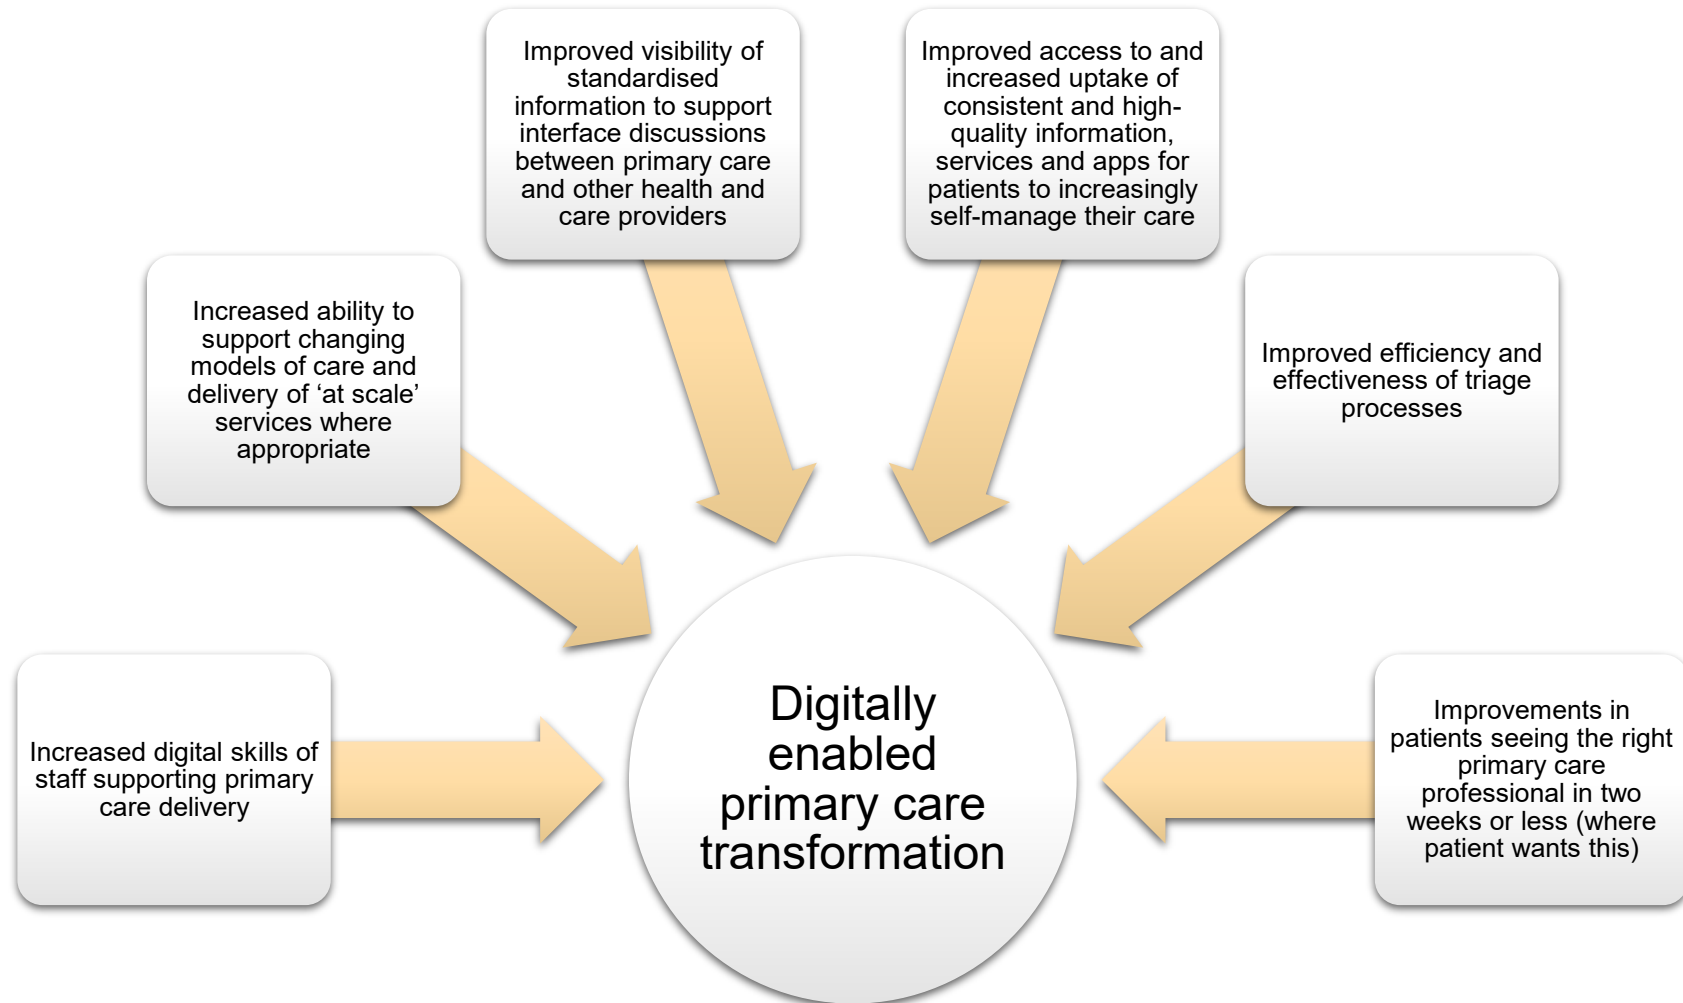 Improved visibility of
standardised
information to support
interface discussions
between primary care
and other health and
care providers
Improved access to and
increased uptake of
consistent and high-
quality information,
services and apps for
patients to increasingly
self-manage their care
Increased ability to
support changing
models of care and
delivery of ‘at scale’
services where
appropriate
Improved efficiency and
effectiveness of triage
processes
Increased digital skills of
staff supporting primary
care delivery
Digitally
enabled
primary care
transformation
Improvements in
patients seeing the right
primary care
professional in two
weeks or less (where
patient wants this)